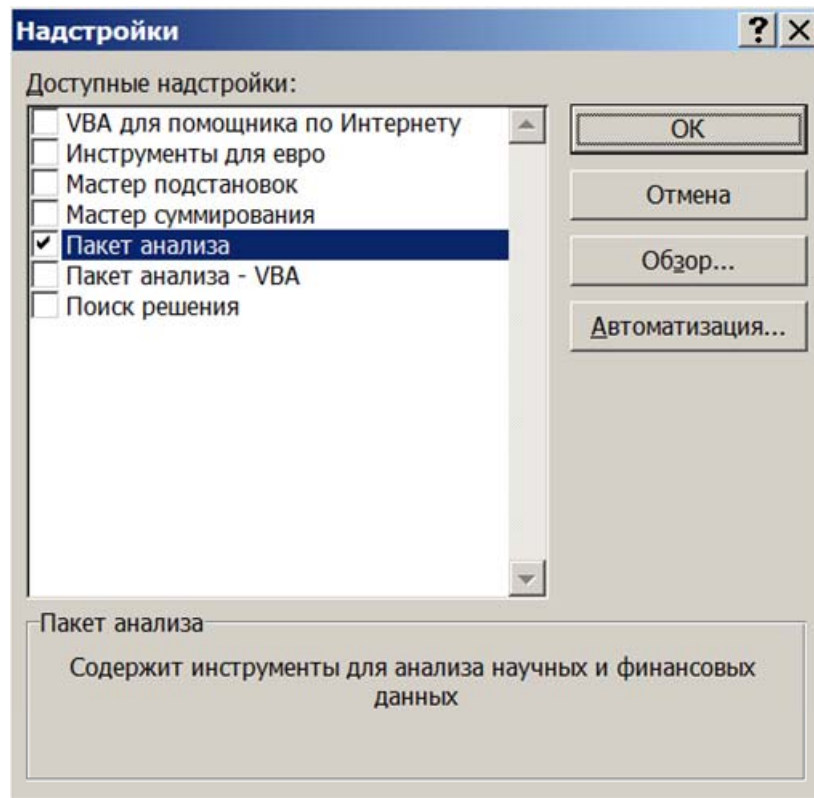 Надстройки
Доступные надстройки:
VBA для помощника по Интернету
Инструменты для евро
Мастер подстановок
Мастер суммирования
Пакет анализа
Пакет анализа - VBA
Поиск решения
ОК
Отмена
Обзор...
Автоматизация...
Пакет анализа
Содержит инструменты для анализа научных и финансовых
данных